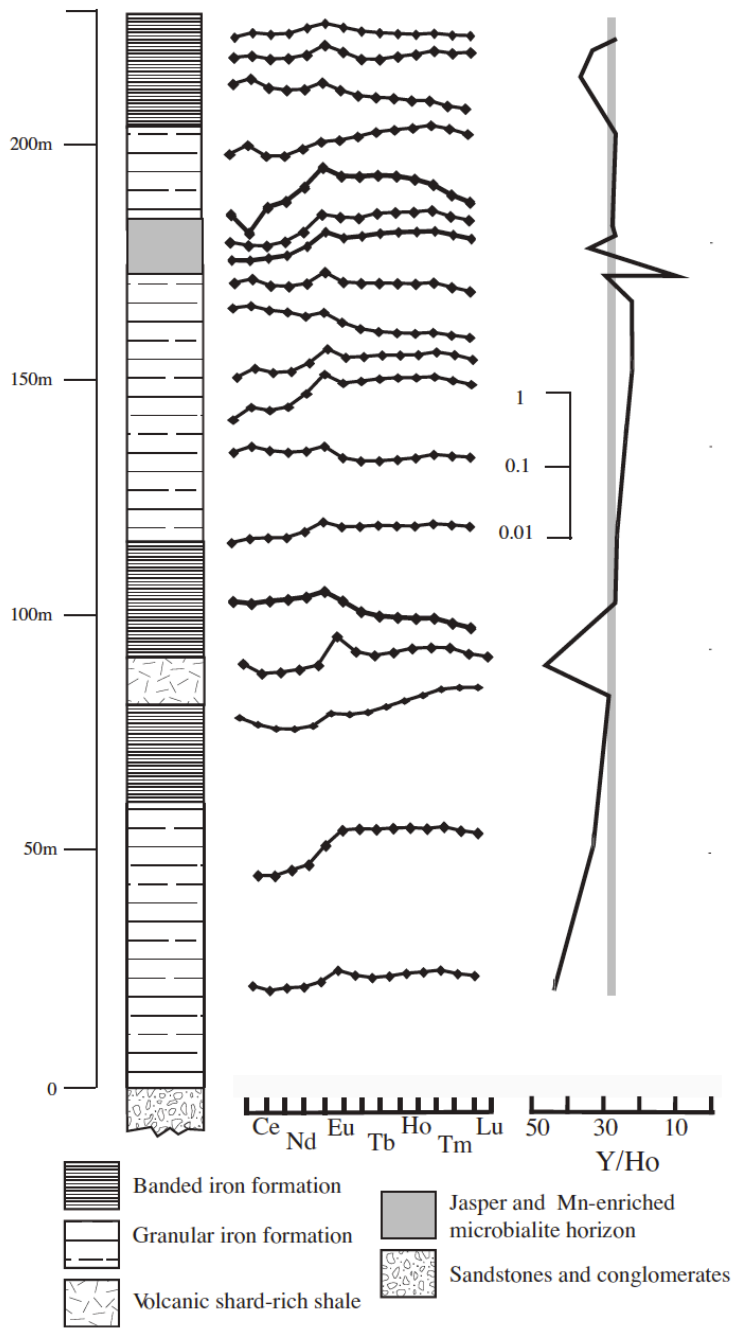 200m
150m
100m
50m
0
1
0.1
0.01
Ce Nd Eu Tb Ho Tm Lu
50 30 10
Y/Ho
Banded iron formation
Granular iron formation
Volcanic shard-rich shale
Jasper and Mn-enriched
microbialite horizon
Sandstones and conglomerates